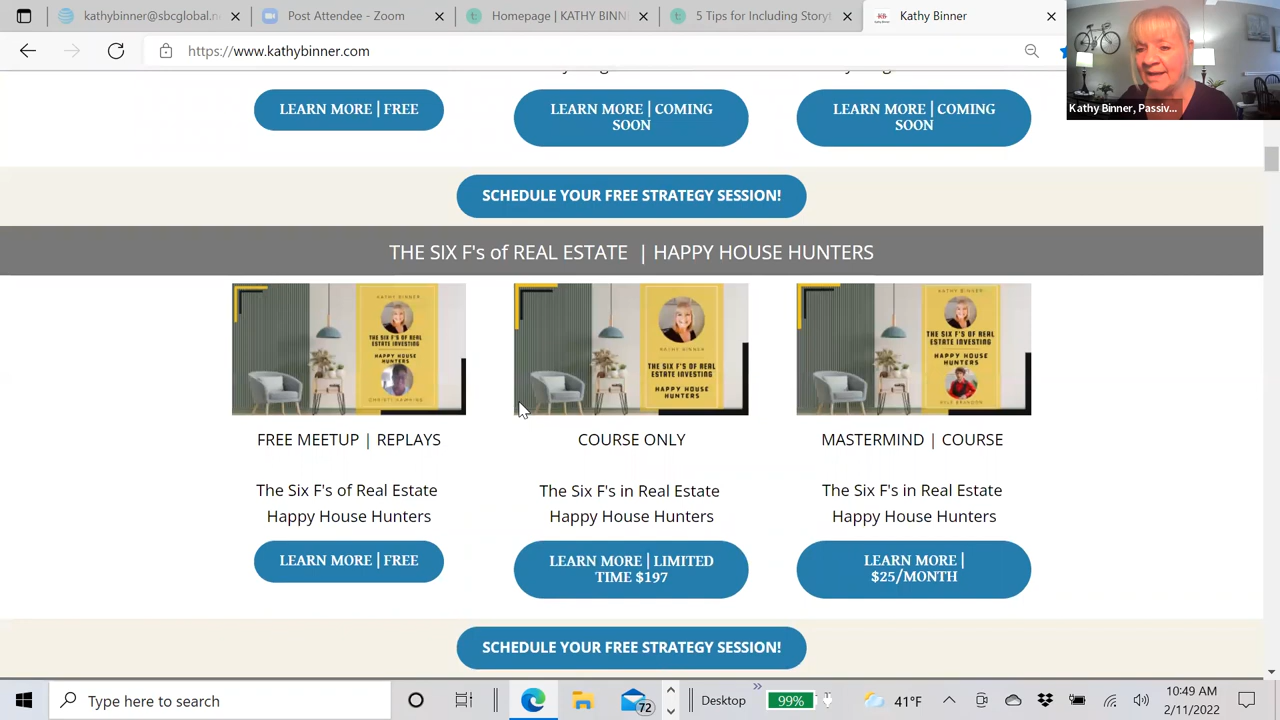 kathybinner@sbcglobal.n
Post Attendee - Zoom
Homepage | KATHY BINN
5 Tips for Including Storyt
Kathy Binner
https://www.kathybinner.com
Kathy Binner, Passiv...
LEARN MORE | FREE
LEARN MORE | COMING
SOON
LEARN MORE | COMING
SOON
SCHEDULE YOUR FREE STRATEGY SESSION!
THE SIX F's of REAL ESTATE | HAPPY HOUSE HUNTERS
KATHY BINNER
THE SIX F'S OF REAL
ESTATE INVESTING
HAPPY HOUSE
HUNTERS
CHRISTI HAWKINS
KATHY BINNER
THE SIX F'S OF REAL
ESTATE INVESTING
HAPPY HOUSE
HUNTERS
KATHY BINNER
THE SIX F'S OF REAL
ESTATE INVESTING
HAPPY HOUSE
HUNTERS
FREE MEETUP | REPLAYS
COURSE ONLY
MASTERMIND | COURSE
The Six F's of Real Estate
Happy House Hunters
The Six F's in Real Estate
Happy House Hunters
The Six F's in Real Estate
Happy House Hunters
LEARN MORE | FREE
LEARN MORE | LIMITED
TIME $197
LEARN MORE |
$25/MONTH
SCHEDULE YOUR FREE STRATEGY SESSION!
Type here to search
72
Desktop
99%
41°F
10:49 AM
2/11/2022